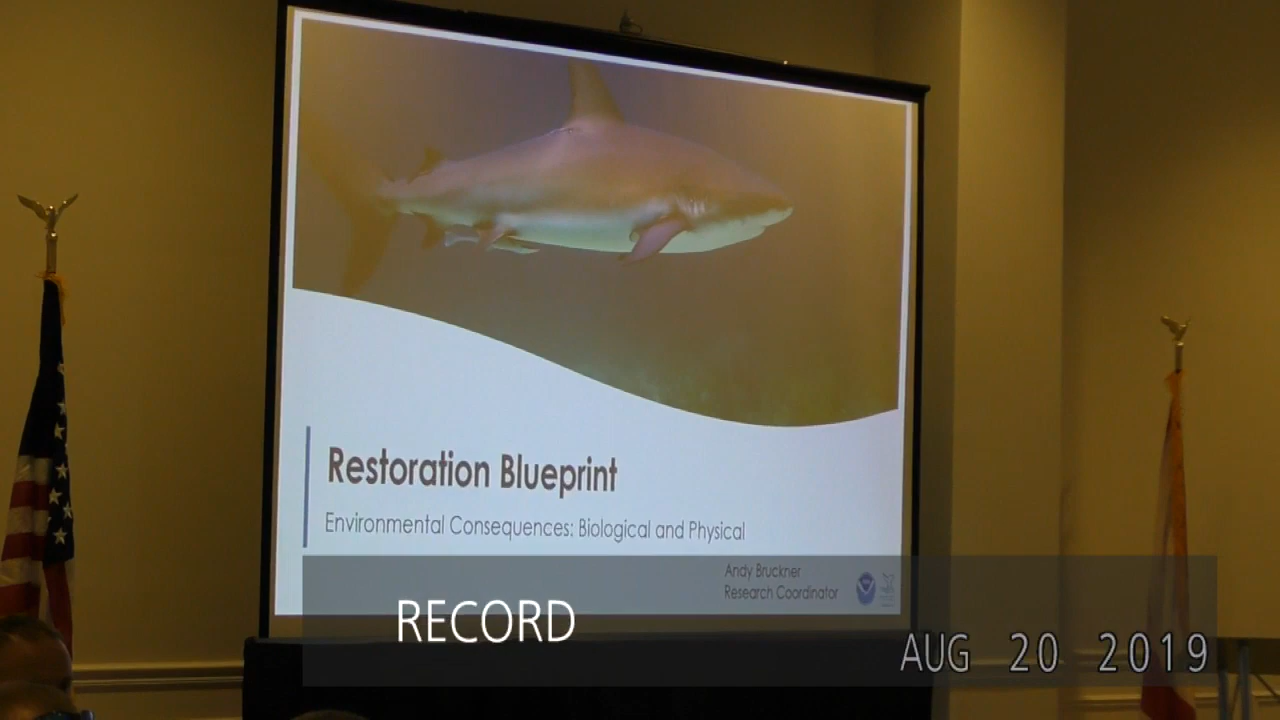 Restoration Blueprint
Environmental Consequences: Biological and Physical
Andy Bruckner
Research Coordinator
RECORD
AUG 20 2019